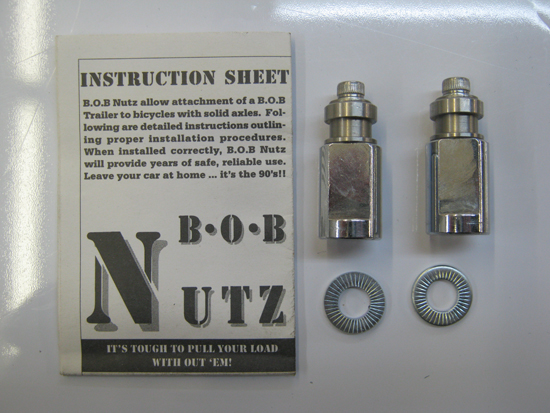 INSTRUCTION SHEET
B.O.B Nutz allow attachment of a B.O.B
Trailer to bicycles with solid axles. Fol-
lowing are detailed instructions outlin-
ing proper installation procedures.
When installed correctly, B.O.B Nutz
will provide years of safe, reliable use.
Leave your car at home ... it's the 90's!!
B•O•B
NUTZ
IT'S TOUGH TO PULL YOUR LOAD
WITH OUT 'EM!